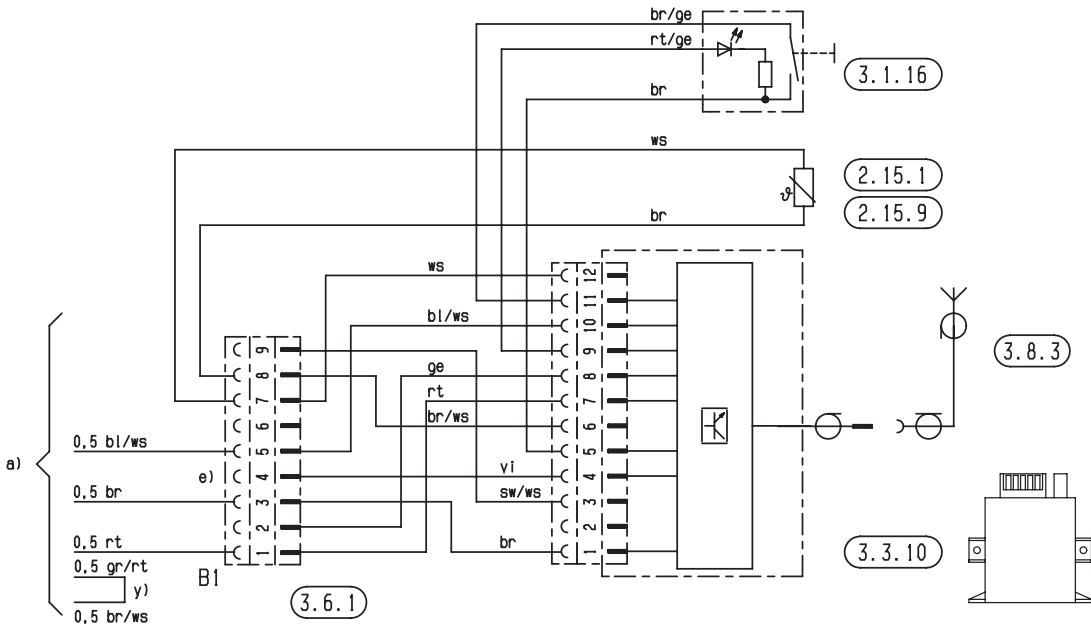 br/ge
rt/ge
3.1.16
br
ws
2.15.1
ϑ
2.15.9
br
ws
12
11
bl/ws
10
9
9
3.8.3
8
ge
8
7
rt
7
6
br/ws
6
0,5 bl/ws
5
5
a)
e)
4
vi
4
0,5 br
3
sw/ws
3
2
2
0,5 rt
1
br
1
3.3.10
0,5 gr/rt
B1
y)
3.6.1
0,5 br/ws